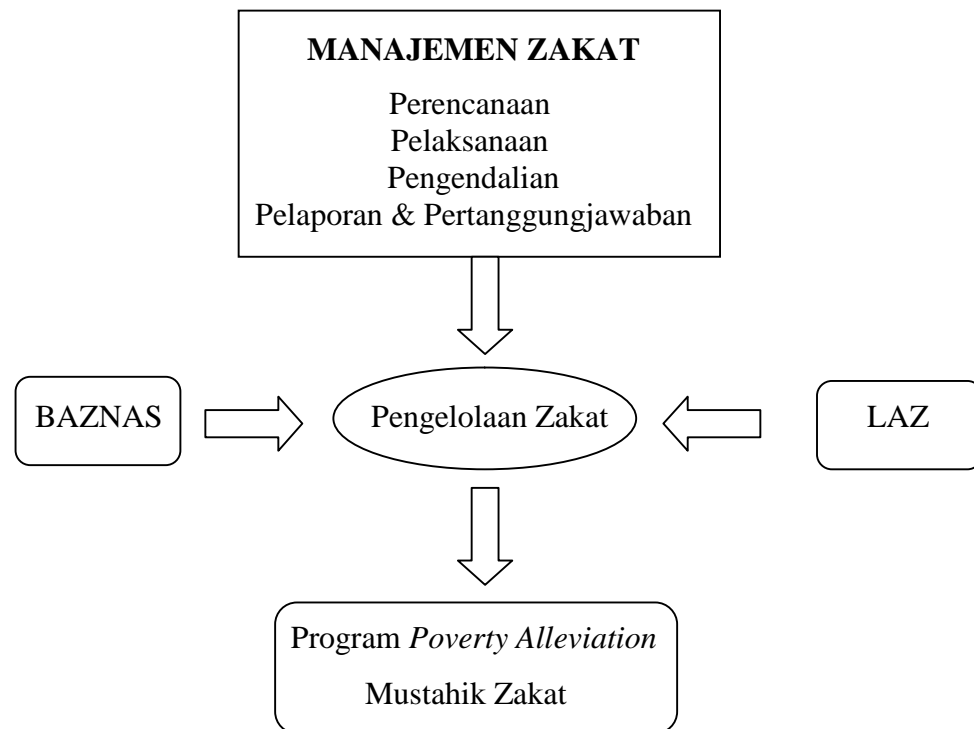 MANAJEMEN ZAKAT
Perencanaan
Pelaksanaan
Pengendalian
Pelaporan & Pertanggungjawaban
BAZNAS
Pengelolaan Zakat
LAZ
Program Poverty Alleviation
Mustahik Zakat